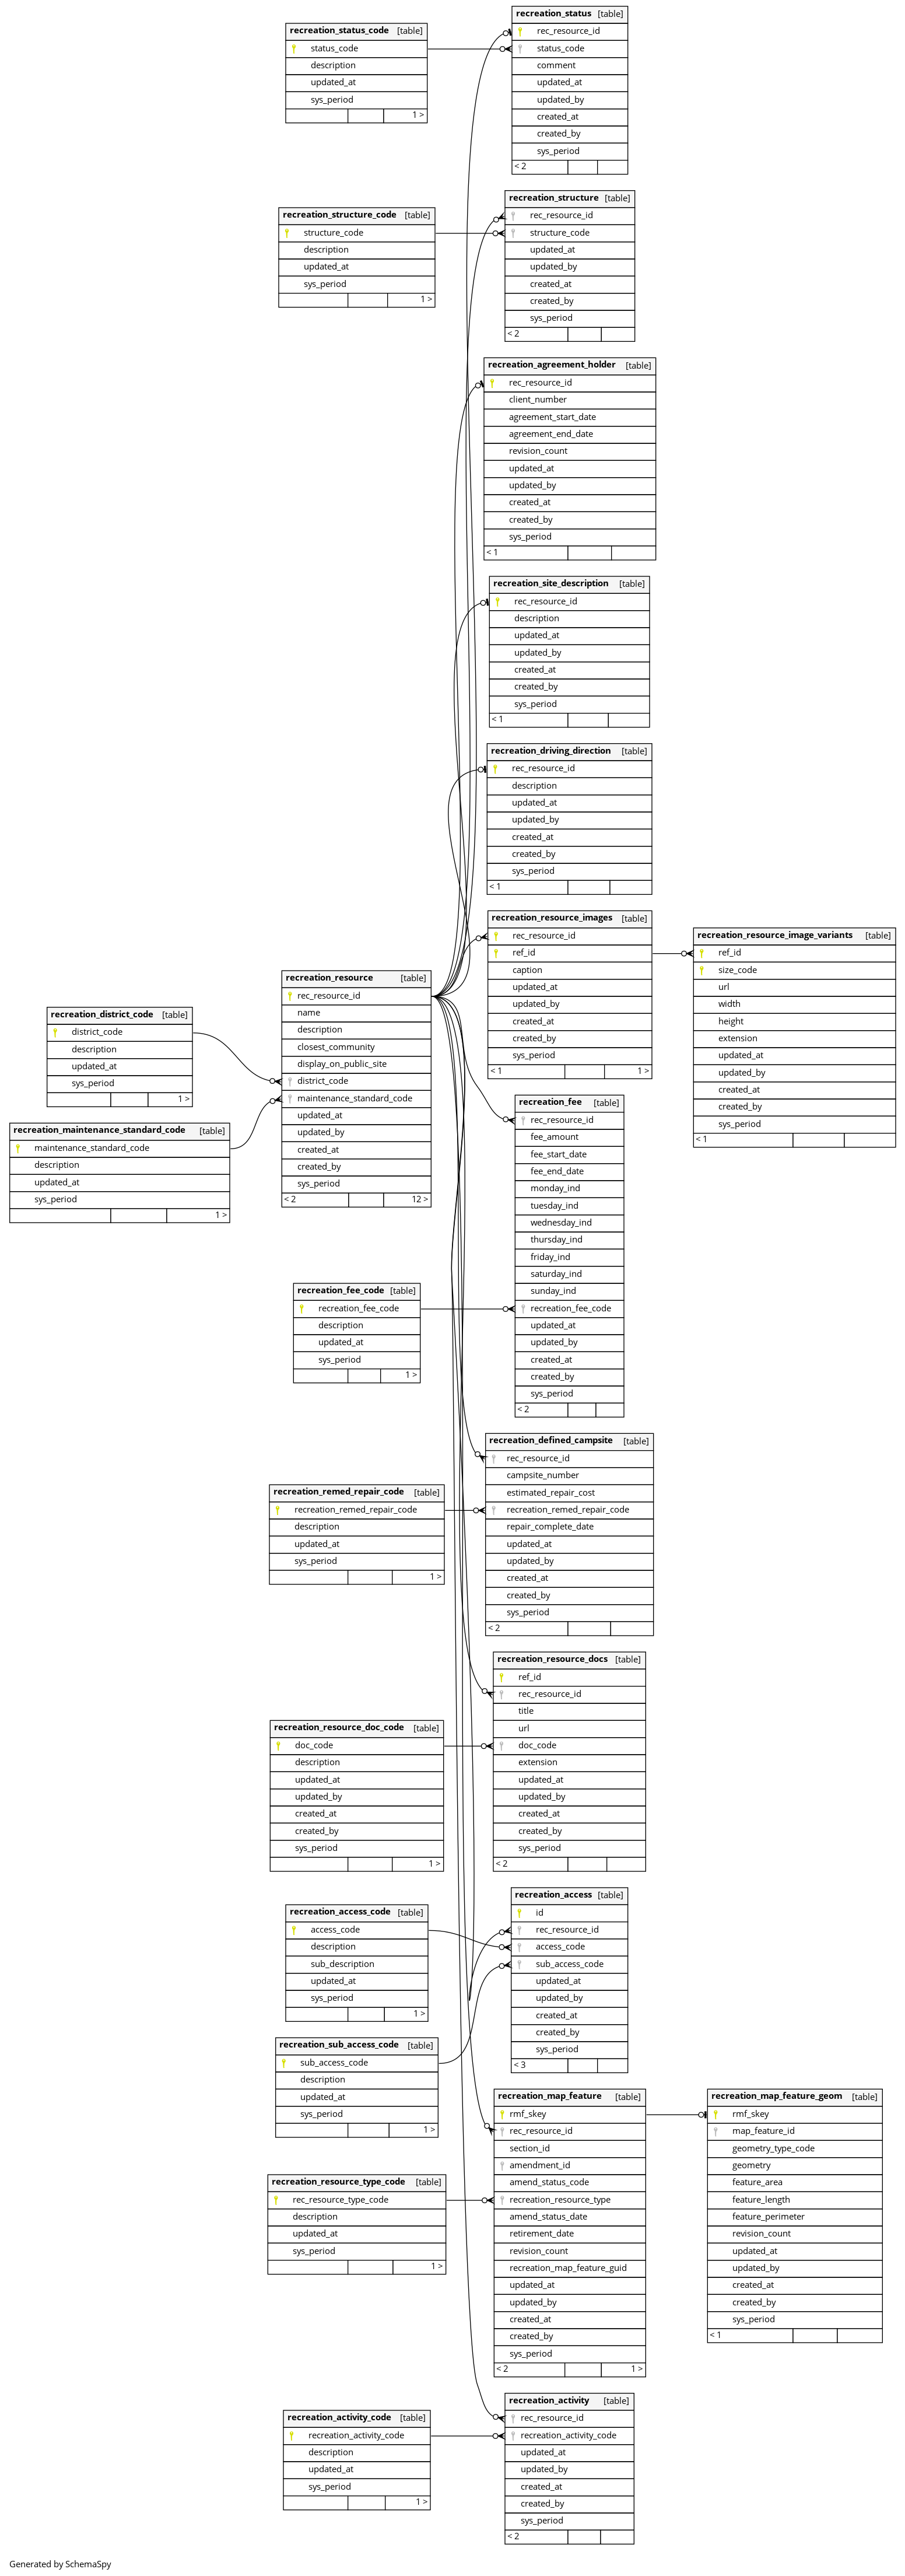 recreation_status [table]
rec_resource_id
status_code
comment
updated_at
updated_by
created_at
created_by
sys_period
< 2
recreation_status_code [table]
status_code
description
updated_at
sys_period
1 >
recreation_structure [table]
rec_resource_id
structure_code
updated_at
updated_by
created_at
created_by
sys_period
< 2
recreation_structure_code [table]
structure_code
description
updated_at
sys_period
1 >
recreation_agreement_holder [table]
rec_resource_id
client_number
agreement_start_date
agreement_end_date
revision_count
updated_at
updated_by
created_at
created_by
sys_period
< 1
recreation_site_description [table]
rec_resource_id
description
updated_at
updated_by
created_at
created_by
sys_period
< 1
recreation_driving_direction [table]
rec_resource_id
description
updated_at
updated_by
created_at
created_by
sys_period
< 1
recreation_resource_images [table]
rec_resource_id
ref_id
caption
updated_at
updated_by
created_at
created_by
sys_period
< 1 1 >
recreation_resource_image_variants [table]
ref_id
size_code
url
width
height
extension
updated_at
updated_by
created_at
created_by
sys_period
< 1
recreation_resource [table]
rec_resource_id
name
description
closest_community
display_on_public_site
district_code
maintenance_standard_code
updated_at
updated_by
created_at
created_by
sys_period
< 2 12 >
recreation_district_code [table]
district_code
description
updated_at
sys_period
1 >
recreation_maintenance_standard_code [table]
maintenance_standard_code
description
updated_at
sys_period
1 >
recreation_fee [table]
rec_resource_id
fee_amount
fee_start_date
fee_end_date
monday_ind
tuesday_ind
wednesday_ind
thursday_ind
friday_ind
saturday_ind
sunday_ind
recreation_fee_code
updated_at
updated_by
created_at
created_by
sys_period
< 2
recreation_fee_code [table]
recreation_fee_code
description
updated_at
sys_period
1 >
recreation_defined_campsite [table]
rec_resource_id
campsite_number
estimated_repair_cost
recreation_remed_repair_code
repair_complete_date
updated_at
updated_by
created_at
created_by
sys_period
< 2
recreation_remed_repair_code [table]
recreation_remed_repair_code
description
updated_at
sys_period
1 >
recreation_resource_docs [table]
ref_id
rec_resource_id
title
url
doc_code
extension
updated_at
updated_by
created_at
created_by
sys_period
< 2
recreation_resource_doc_code [table]
doc_code
description
updated_at
updated_by
created_at
created_by
sys_period
1 >
recreation_access [table]
id
rec_resource_id
access_code
sub_access_code
updated_at
updated_by
created_at
created_by
sys_period
< 3
recreation_access_code [table]
access_code
description
sub_description
updated_at
sys_period
1 >
recreation_sub_access_code [table]
sub_access_code
description
updated_at
sys_period
1 >
recreation_map_feature [table]
rmf_skey
rec_resource_id
section_id
amendment_id
amend_status_code
recreation_resource_type
amend_status_date
retirement_date
revision_count
recreation_map_feature_guid
updated_at
updated_by
created_at
created_by
sys_period
< 2 1 >
recreation_map_feature_geom [table]
rmf_skey
map_feature_id
geometry_type_code
geometry
feature_area
feature_length
feature_perimeter
revision_count
updated_at
updated_by
created_at
created_by
sys_period
< 1
recreation_resource_type_code [table]
rec_resource_type_code
description
updated_at
sys_period
1 >
recreation_activity [table]
rec_resource_id
recreation_activity_code
updated_at
updated_by
created_at
created_by
sys_period
< 2
recreation_activity_code [table]
recreation_activity_code
description
updated_at
sys_period
1 >
Generated by SchemaSpy